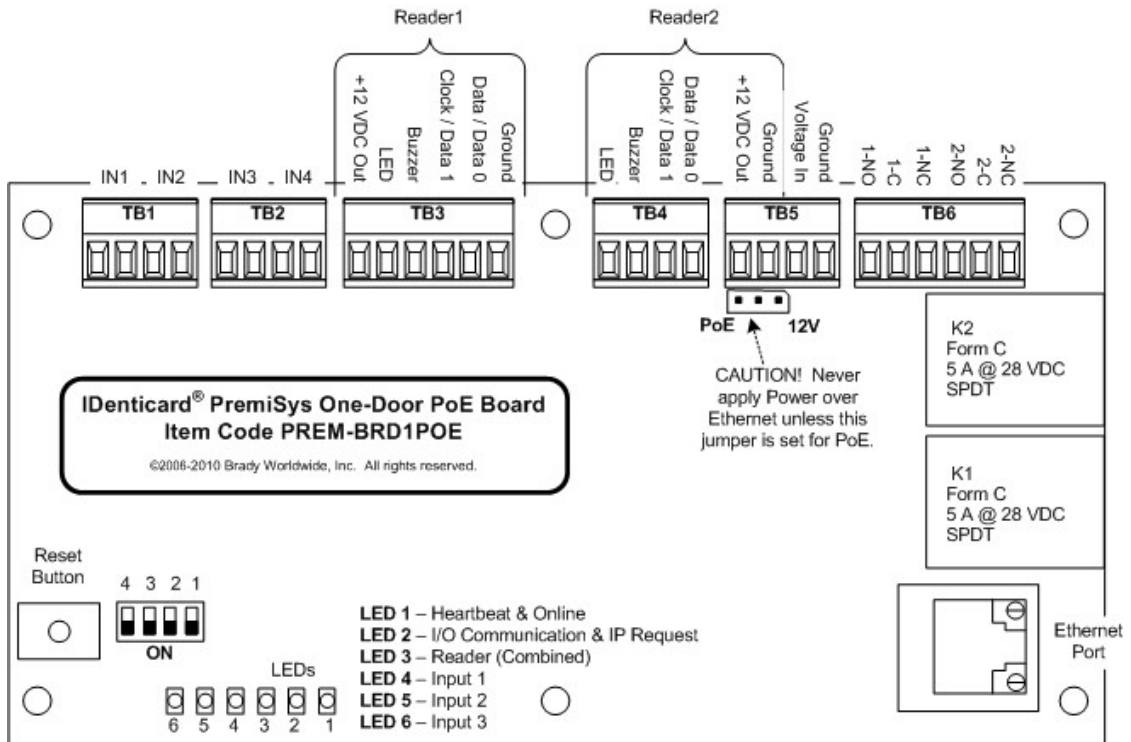 Reader1
Reader2
+12 VDC Out
LED
Buzzer
Clock / Data 1
Data / Data 0
Ground
LED
Buzzer
Clock / Data 1
Data / Data 0
+12 VDC Out
Ground
Voltage In
Ground
1-NO
1-C
1-NC
2-NO
2-C
2-NC
IN1 IN2
IN3 IN4
TB1
TB2
TB3
TB4
TB5
TB6
PoE
12V
CAUTION! Never
apply Power over
Ethernet unless this
jumper is set for PoE.
K2
Form C
5 A @ 28 VDC
SPDT
IDenticard® PremiSys One-Door PoE Board
Item Code PREM-BRD1POE
©2006-2010 Brady Worldwide, Inc. All rights reserved.
K1
Form C
5 A @ 28 VDC
SPDT
Reset
Button
4 3 2 1
ON
LEDs
6 5 4 3 2 1
LED 1 – Heartbeat & Online
LED 2 – I/O Communication & IP Request
LED 3 – Reader (Combined)
LED 4 – Input 1
LED 5 – Input 2
LED 6 – Input 3
Ethernet
Port